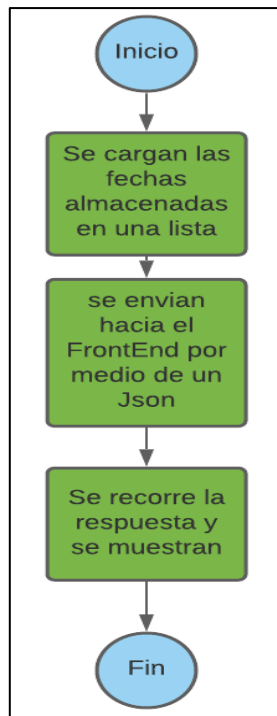 Inicio
Se cargan las
fechas
almacenadas
en una lista
se envian
hacia el
FrontEnd por
medio de un
Json
Se recorre la
respuesta y
se muestran
Fin